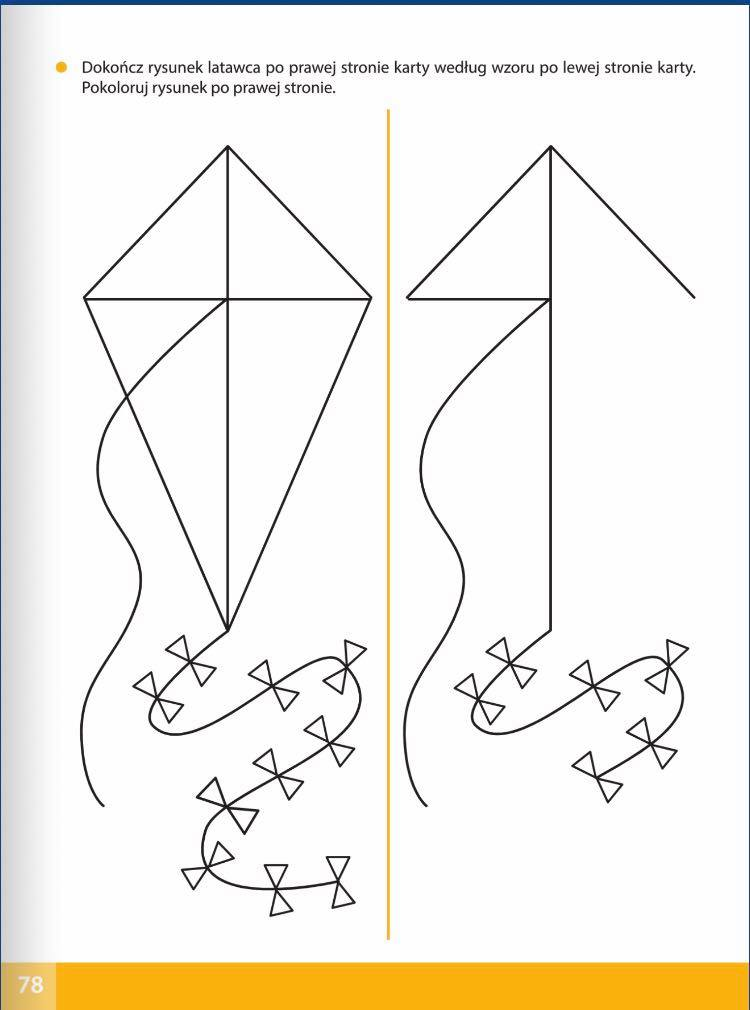 Dokończ rysunek latawca po prawej stronie karty według wzoru po lewej stronie karty.
Pokoloruj rysunek po prawej stronie.
78